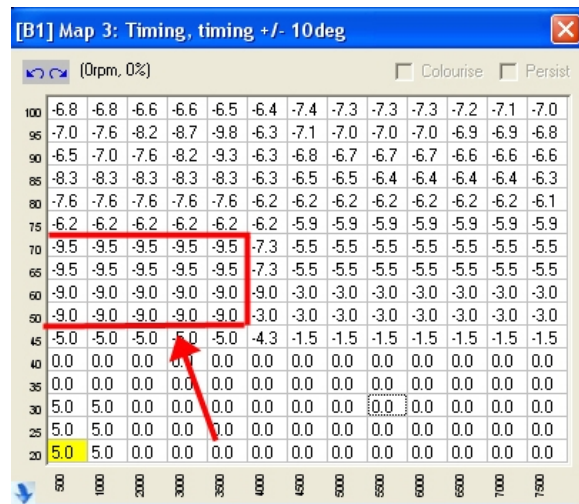 [B1] Map 3: Timing, timing +/- 10deg
(0rpm, 0%) Colourise Persist
100 -6.8 -6.8 -6.6 -6.6 -6.5 -6.4 -7.4 -7.3 -7.3 -7.3 -7.2 -7.1 -7.0
95 -7.0 -7.6 -8.2 -8.7 -9.8 -6.3 -7.1 -7.0 -7.0 -7.0 -6.9 -6.9 -6.8
90 -6.5 -7.0 -7.6 -8.2 -9.3 -6.3 -6.8 -6.7 -6.7 -6.7 -6.6 -6.6 -6.6
85 -8.3 -8.3 -8.3 -8.3 -8.3 -6.3 -6.5 -6.5 -6.4 -6.4 -6.4 -6.4 -6.3
80 -7.6 -7.6 -7.6 -7.6 -7.6 -6.2 -6.2 -6.2 -6.2 -6.2 -6.2 -6.2 -6.1
75 -6.2 -6.2 -6.2 -6.2 -6.2 -6.2 -5.9 -5.9 -5.9 -5.9 -5.9 -5.9 -5.9
70 -9.5 -9.5 -9.5 -9.5 -9.5 -7.3 -5.5 -5.5 -5.5 -5.5 -5.5 -5.5 -5.5
65 -9.5 -9.5 -9.5 -9.5 -9.5 -7.3 -5.5 -5.5 -5.5 -5.5 -5.5 -5.5 -5.5
60 -9.0 -9.0 -9.0 -9.0 -9.0 -9.0 -3.0 -3.0 -3.0 -3.0 -3.0 -3.0 -3.0
50 -9.0 -9.0 -9.0 -9.0 -9.0 -3.0 -3.0 -3.0 -3.0 -3.0 -3.0 -3.0 -3.0
45 -5.0 -5.0 -5.0 -5.0 -4.3 -1.5 -1.5 -1.5 -1.5 -1.5 -1.5 -1.5
40 0.0 0.0 0.0 0.0 0.0 0.0 0.0 0.0 0.0 0.0 0.0 0.0 0.0
35 0.0 0.0 0.0 0.0 0.0 0.0 0.0 0.0 0.0 0.0 0.0 0.0 0.0
30 5.0 5.0 0.0 0.0 0.0 0.0 0.0 0.0 0.0 0.0 0.0 0.0 0.0
25 5.0 5.0 0.0 0.0 0.0 0.0 0.0 0.0 0.0 0.0 0.0 0.0 0.0
20 5.0 5.0 0.0 0.0 0.0 0.0 0.0 0.0 0.0 0.0 0.0 0.0 0.0
500 1000 2000 3000 3500 4000 4500 5000 5500 6000 6500 7000 7500